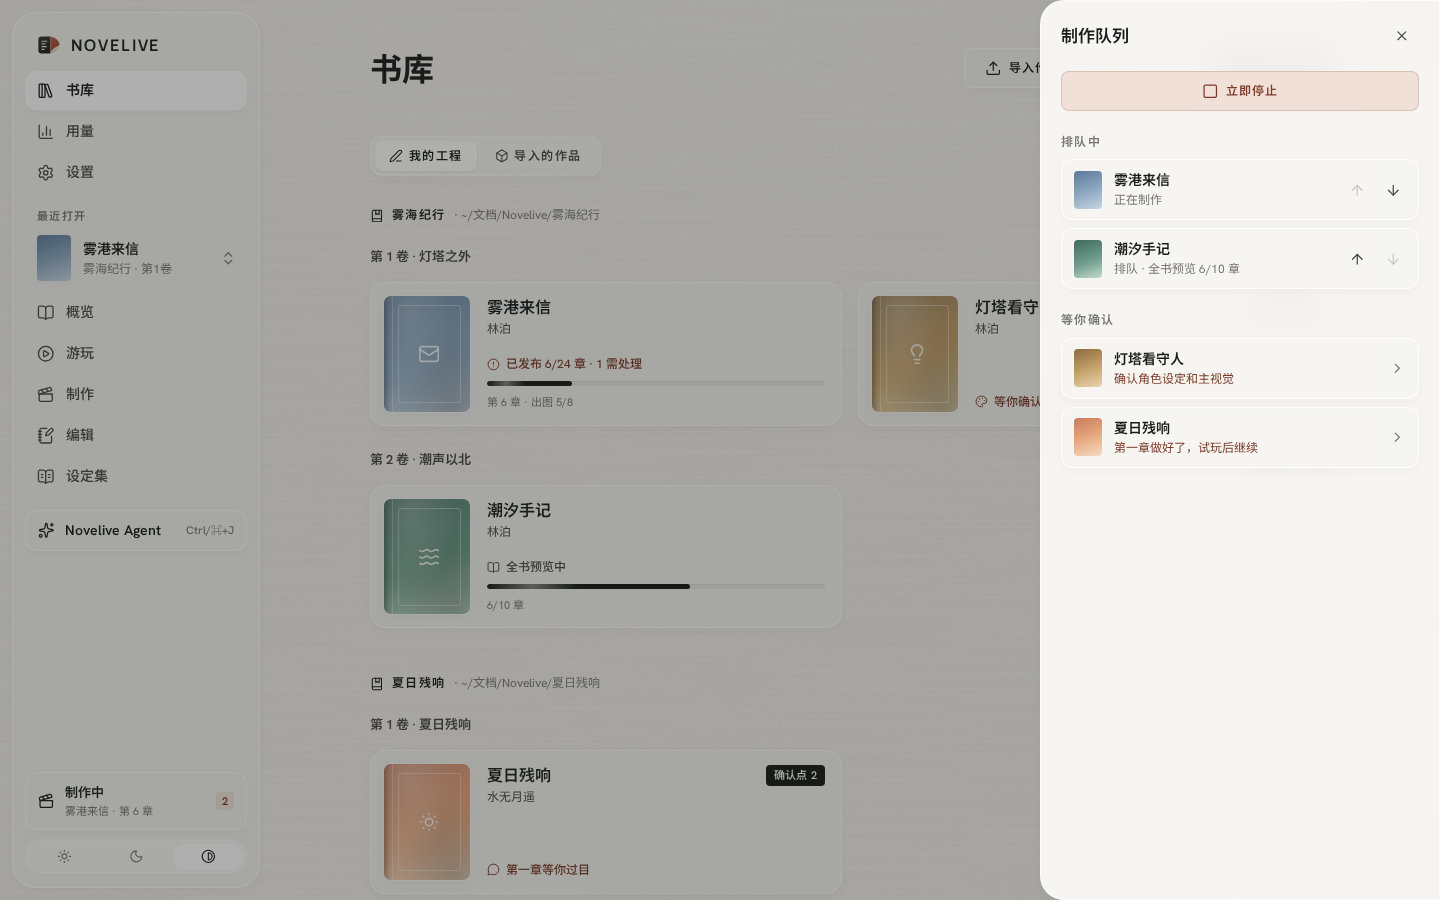 NOVELIVE
书库
用量
设置
最近打开
雾港来信
雾海纪行 · 第1卷
概览
游玩
制作
编辑
设定集
Novelive Agent Ctrl/⌘+J
制作中
雾港来信 · 第 6 章
2
书库
导入
我的工程
导入的作品
雾海纪行 · ~/文档/Novelive/雾海纪行
第 1 卷 · 灯塔之外
雾港来信
林泊
已发布 6/24 章 · 1 需处理
第 6 章 · 出图 5/8
灯塔看守
林泊
等你确认
第 2 卷 · 潮声以北
潮汐手记
林泊
全书预览中
6/10 章
夏日残响 · ~/文档/Novelive/夏日残响
第 1 卷 · 夏日残响
夏日残响
确认点 2
水无月遥
第一章等你过目
制作队列
立即停止
排队中
雾港来信
正在制作
潮汐手记
排队 · 全书预览 6/10 章
等你确认
灯塔看守人
确认角色设定和主视觉
夏日残响
第一章做好了，试玩后继续